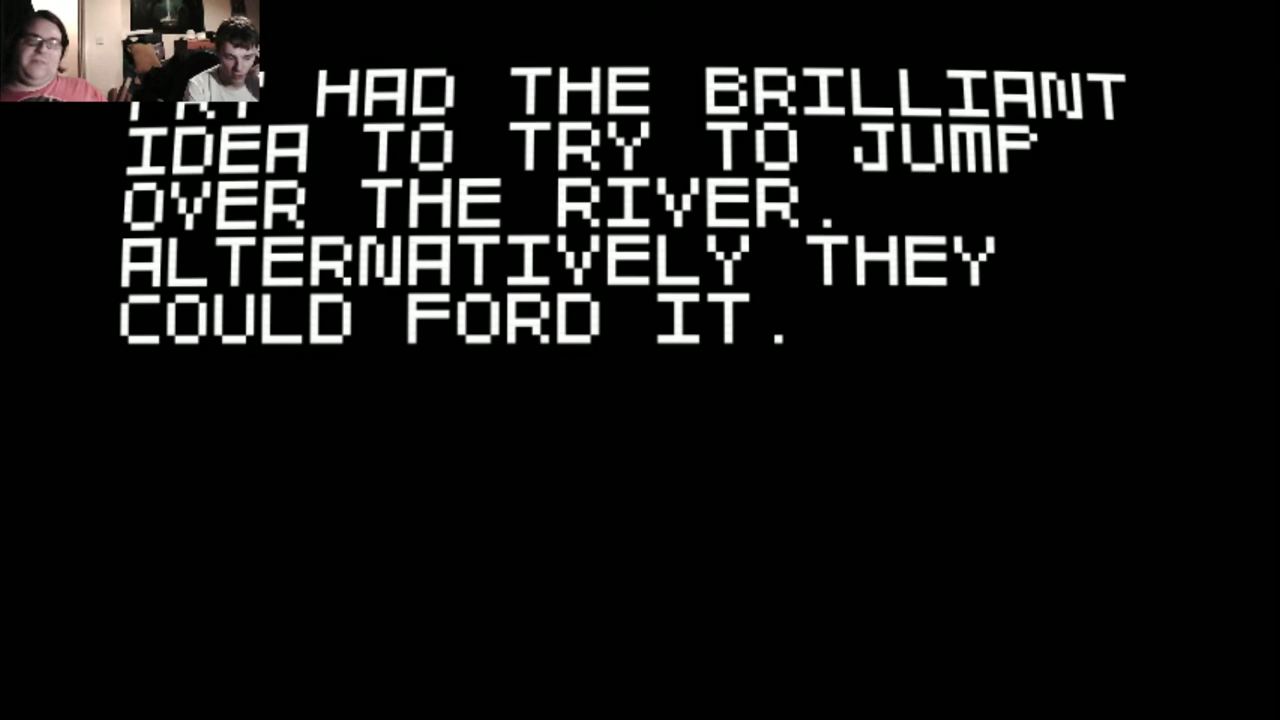 HAD THE BRILLIANT
IDEA TO TRY TO JUMP
OVER THE RIVER.
ALTERNATIVELY THEY
COULD FORD IT.